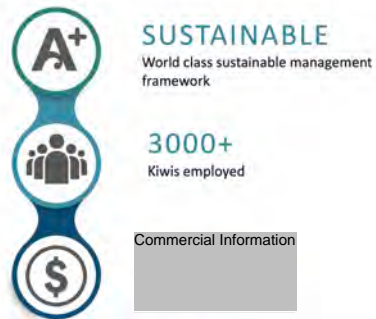 A+
SUSTAINABLE
World class sustainable management
framework
3000+
Kiwis employed
Commercial Information
$